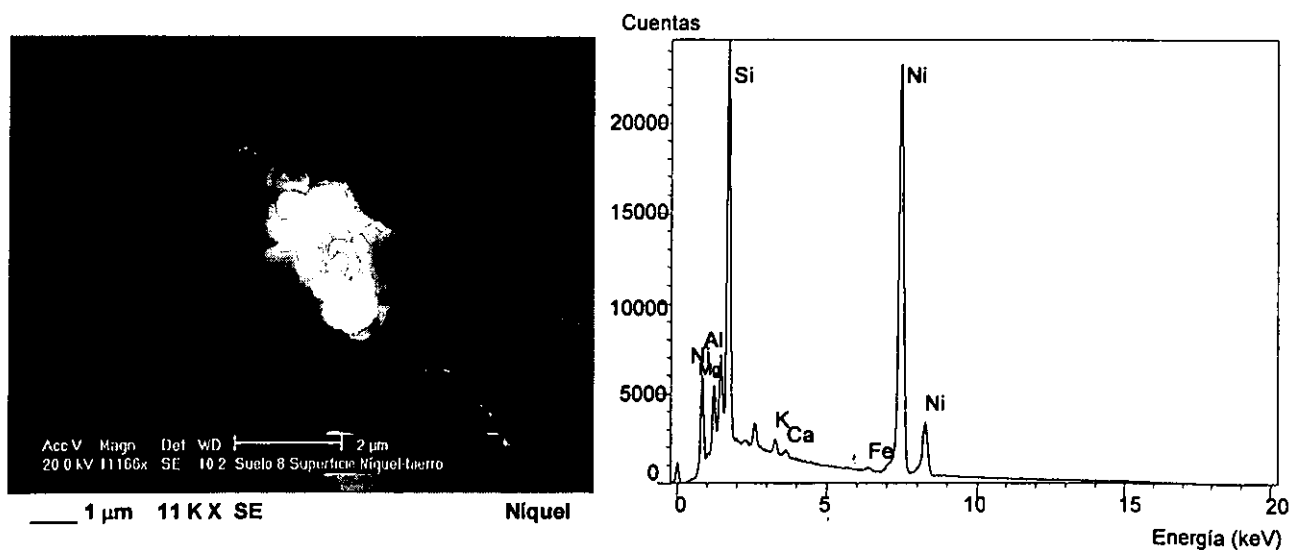 Acc V Magn Det WD 2 µm
20.0 kV 11166x SE 10.2 Suelo 8 Superficie Níquel-hierro
1 µm 11 K X SE Níquel
Cuentas
20000
15000
10000
5000
0
Si
Ni
Al
N
Mg
K
Ca
Fe
Ni
0 5 10 15 20
Energía (keV)